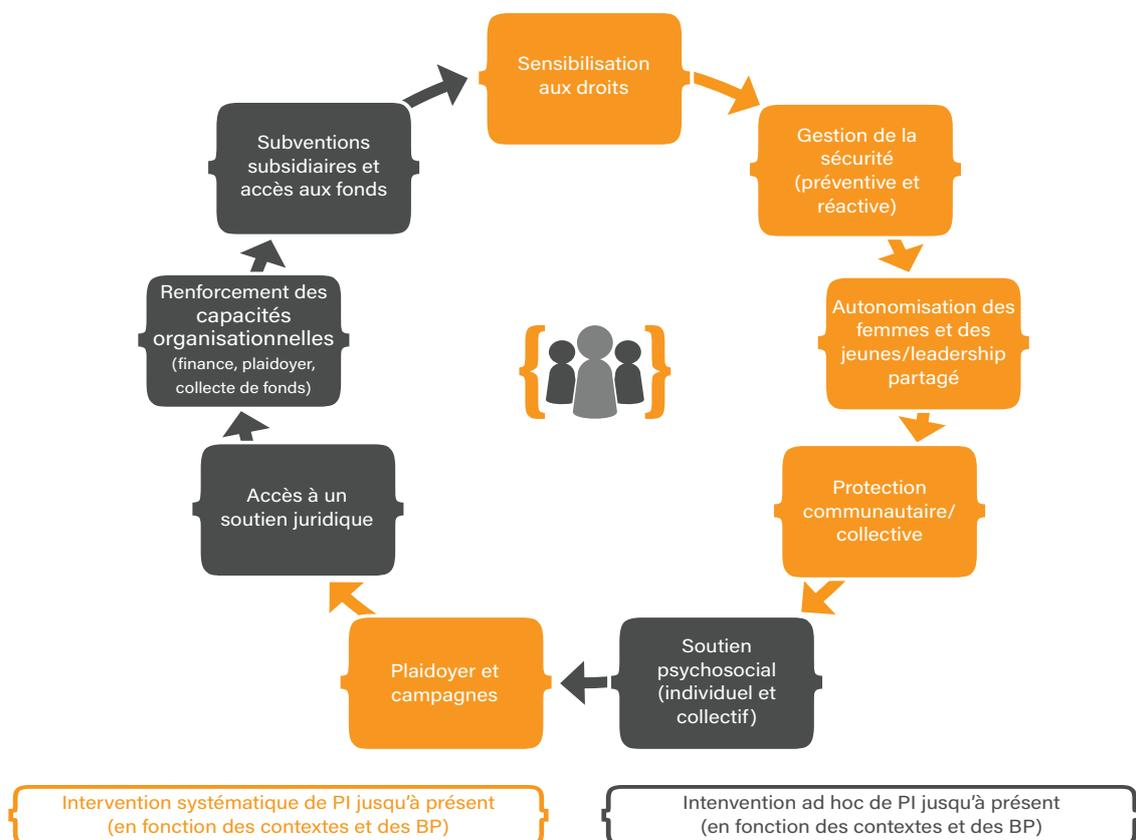 Sensibilisation
aux droits
Gestion de la
sécurité
(préventive et
réactive)
Autonomisation des
femmes et des
jeunes/leadership
partagé
Protection
communautaire/
collective
Soutien
psychosocial
(individuel et
collectif)
Plaidoyer et
campagnes
Accès à un
soutien juridique
Renforcement des
capacités
organisationnelles
(finance, plaidoyer,
collecte de fonds)
Subventions
subsidiaires et
accès aux fonds
Intervention systématique de PI jusqu'à présent
(en fonction des contextes et des BP)
Intenvention ad hoc de PI jusqu'à présent
(en fonction des contextes et des BP)